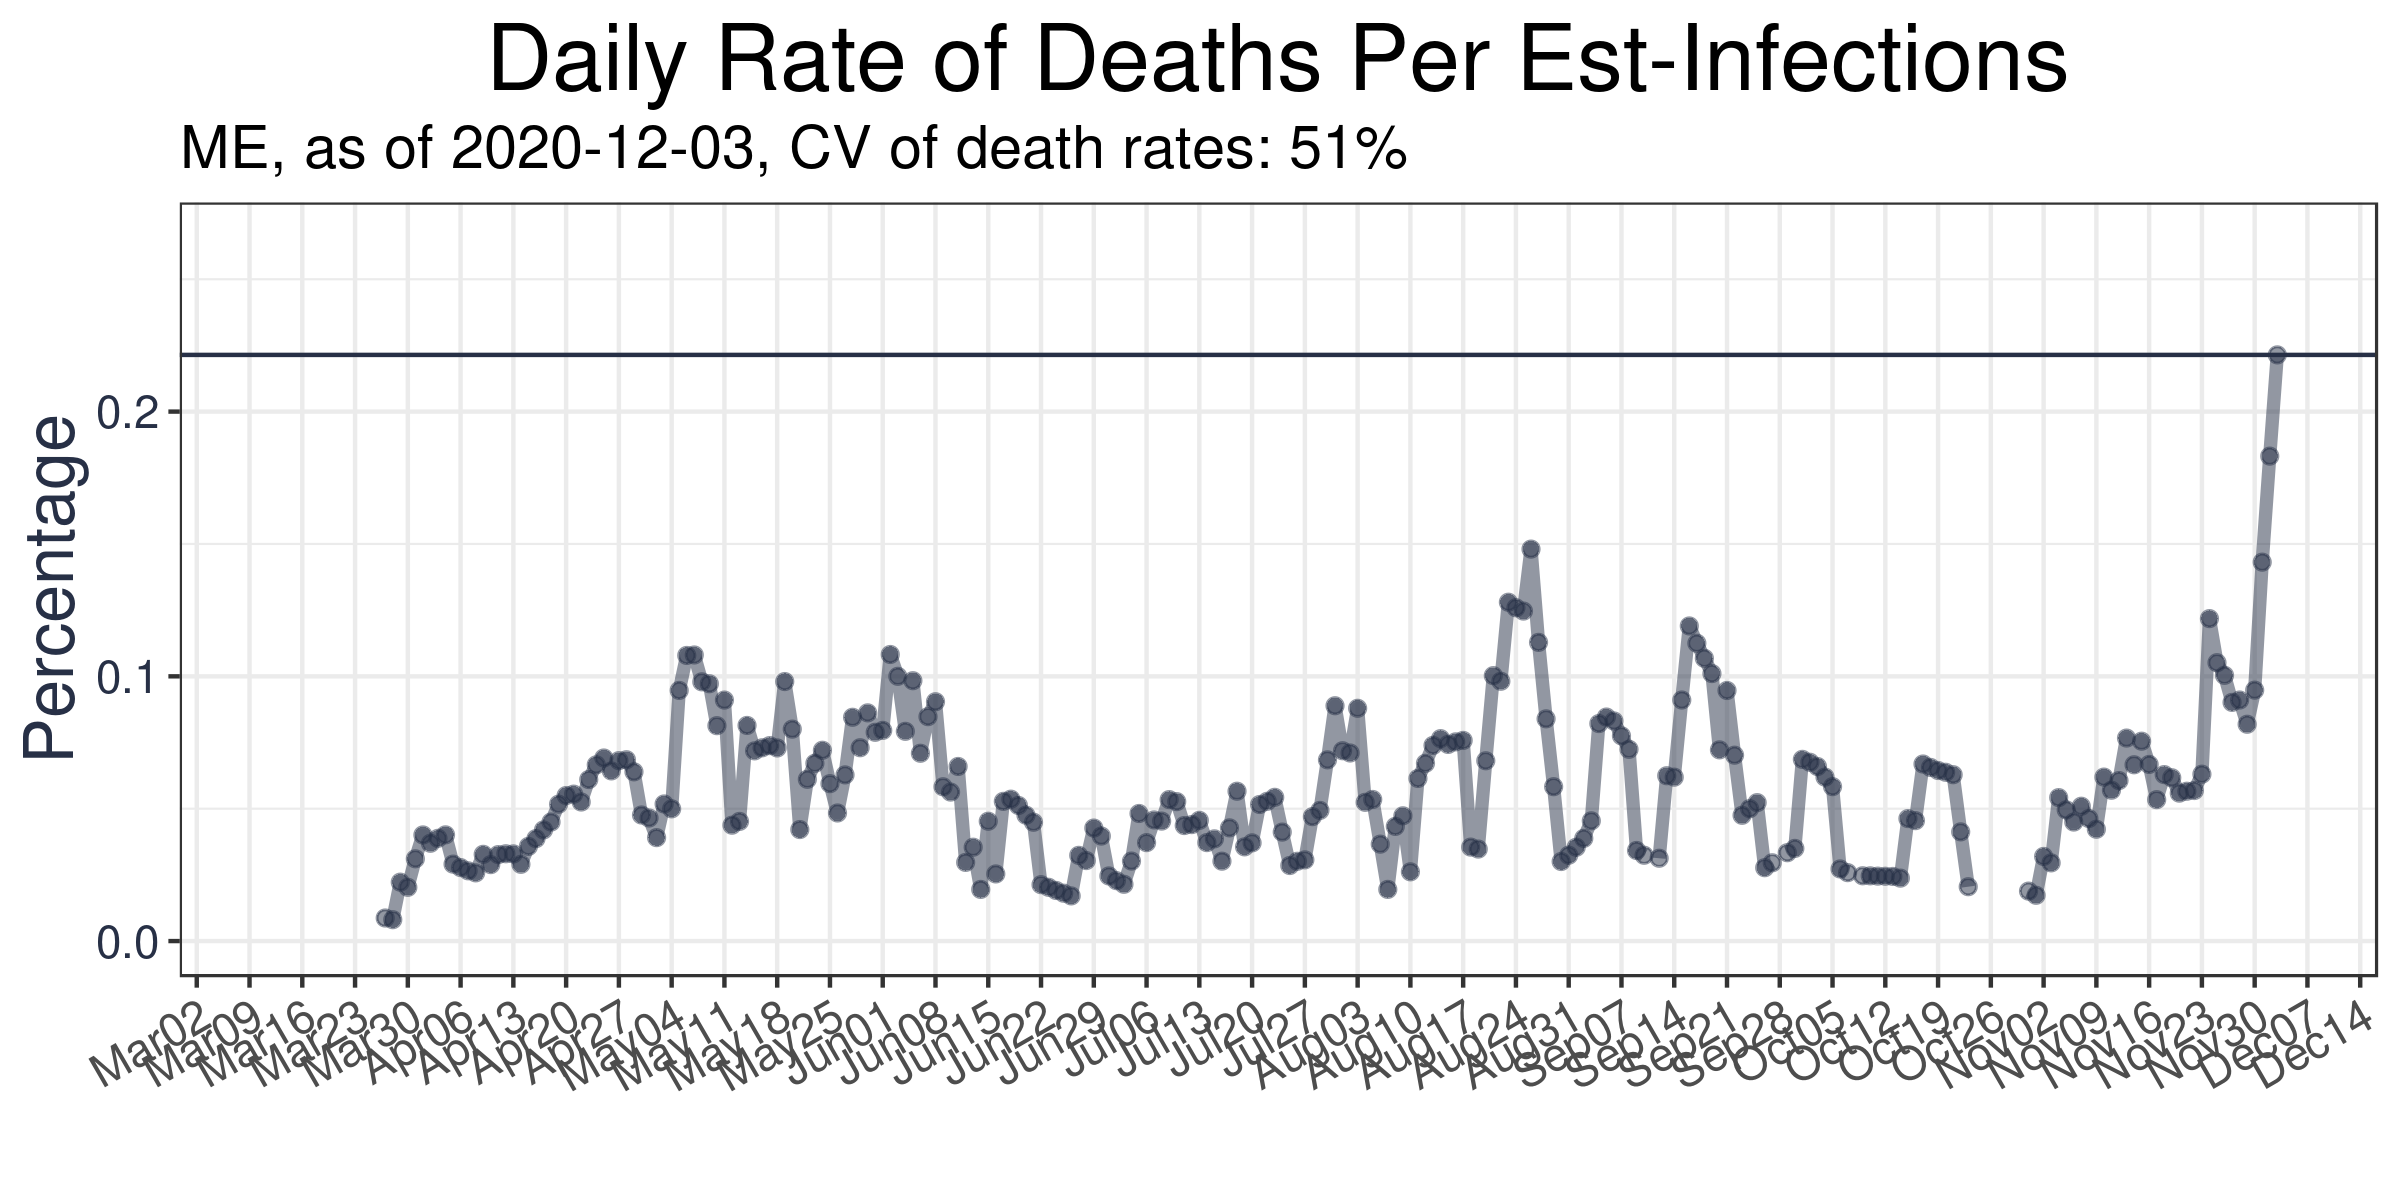 Daily Rate of Deaths Per Est-Infections
ME, as of 2020-12-03, CV of death rates: 51%
Percentage
0.2
0.1
0.0
Mar02
Mar09
Mar16
Mar23
Mar30
Apr06
Apr13
Apr20
Apr27
May04
May11
May18
May25
Jun01
Jun08
Jun15
Jun22
Jun29
Jul06
Jul13
Jul20
Jul27
Aug03
Aug10
Aug17
Aug24
Aug31
Sep07
Sep14
Sep21
Sep28
Oct05
Oct12
Oct19
Oct26
Nov02
Nov09
Nov16
Nov23
Nov30
Dec07
Dec14